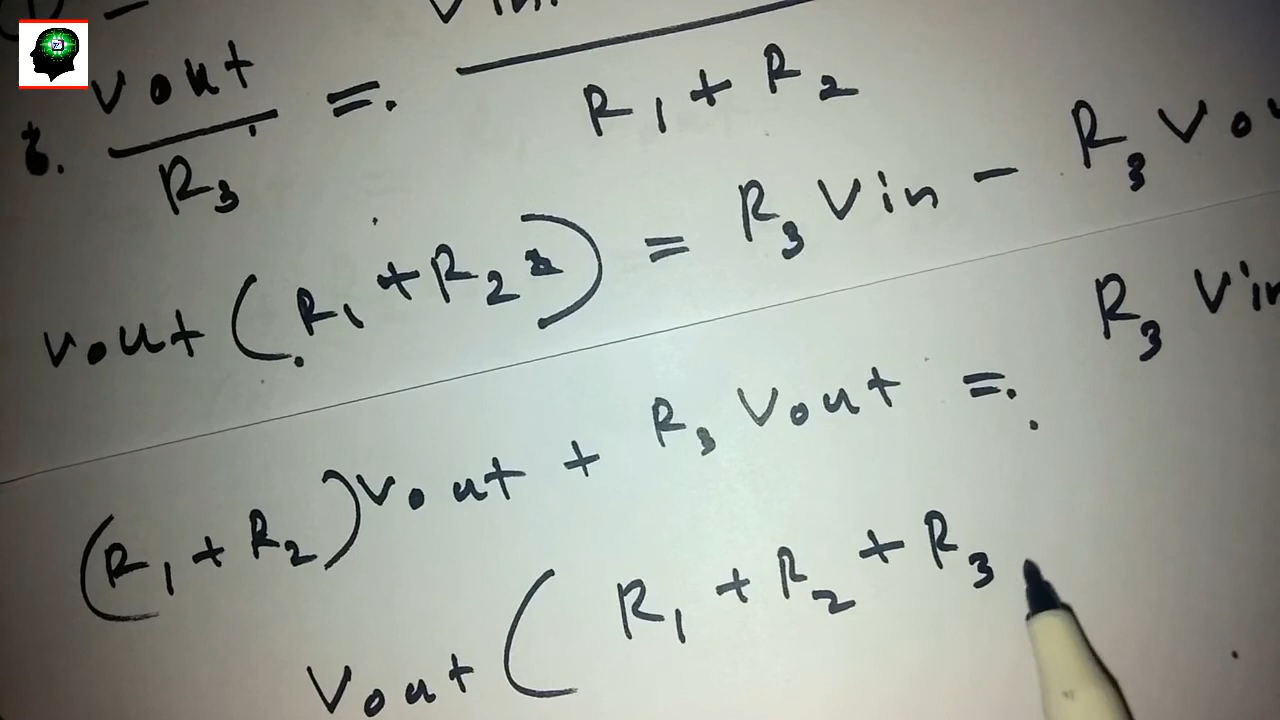 Vin
Vout / R3 =. / R1 + R2
Vout (R1 + R2) = R3 Vin - R3 Vou
(R1 + R2) Vout + R3 Vout = R3 Vin
Vout ( R1 + R2 + R3